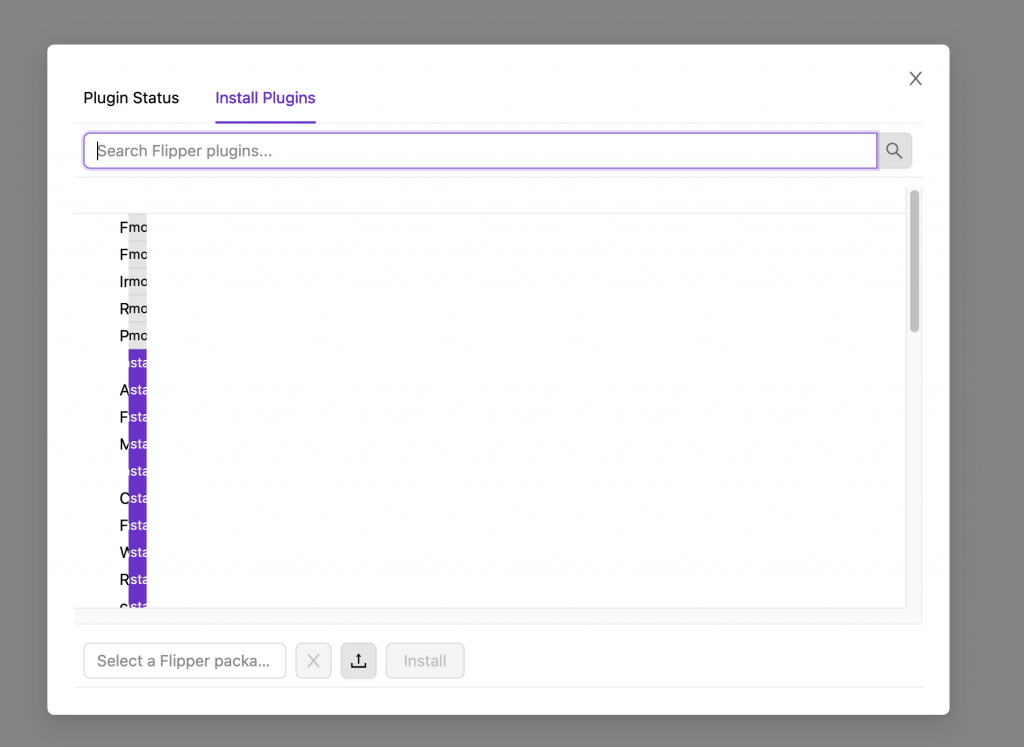 Plugin Status Install Plugins
Search Flipper plugins...
Fmo
Fmo
Irmo
Rmo
Pmo
sta
Asta
Fsta
Msta
sta
Csta
Fsta
Wsta
Rsta
Select a Flipper packa... Install